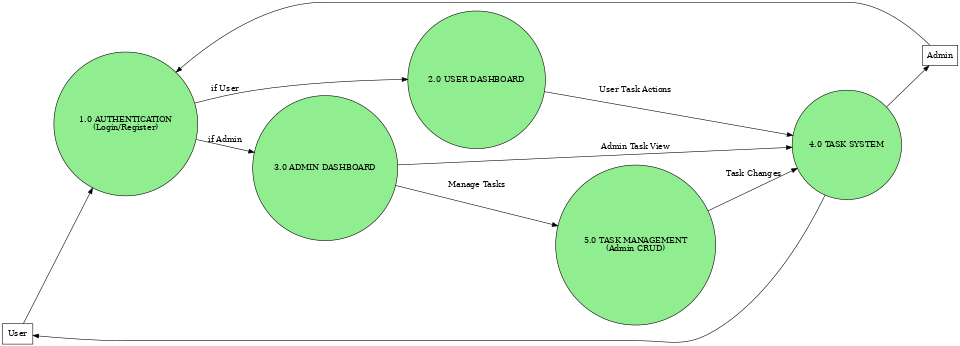 Admin
2.0 USER DASHBOARD
if User
User Task Actions
1.0 AUTHENTICATION
(Login/Register)
if Admin
3.0 ADMIN DASHBOARD
Admin Task View
4.0 TASK SYSTEM
Manage Tasks
Task Changes
5.0 TASK MANAGEMENT
(Admin CRUD)
User